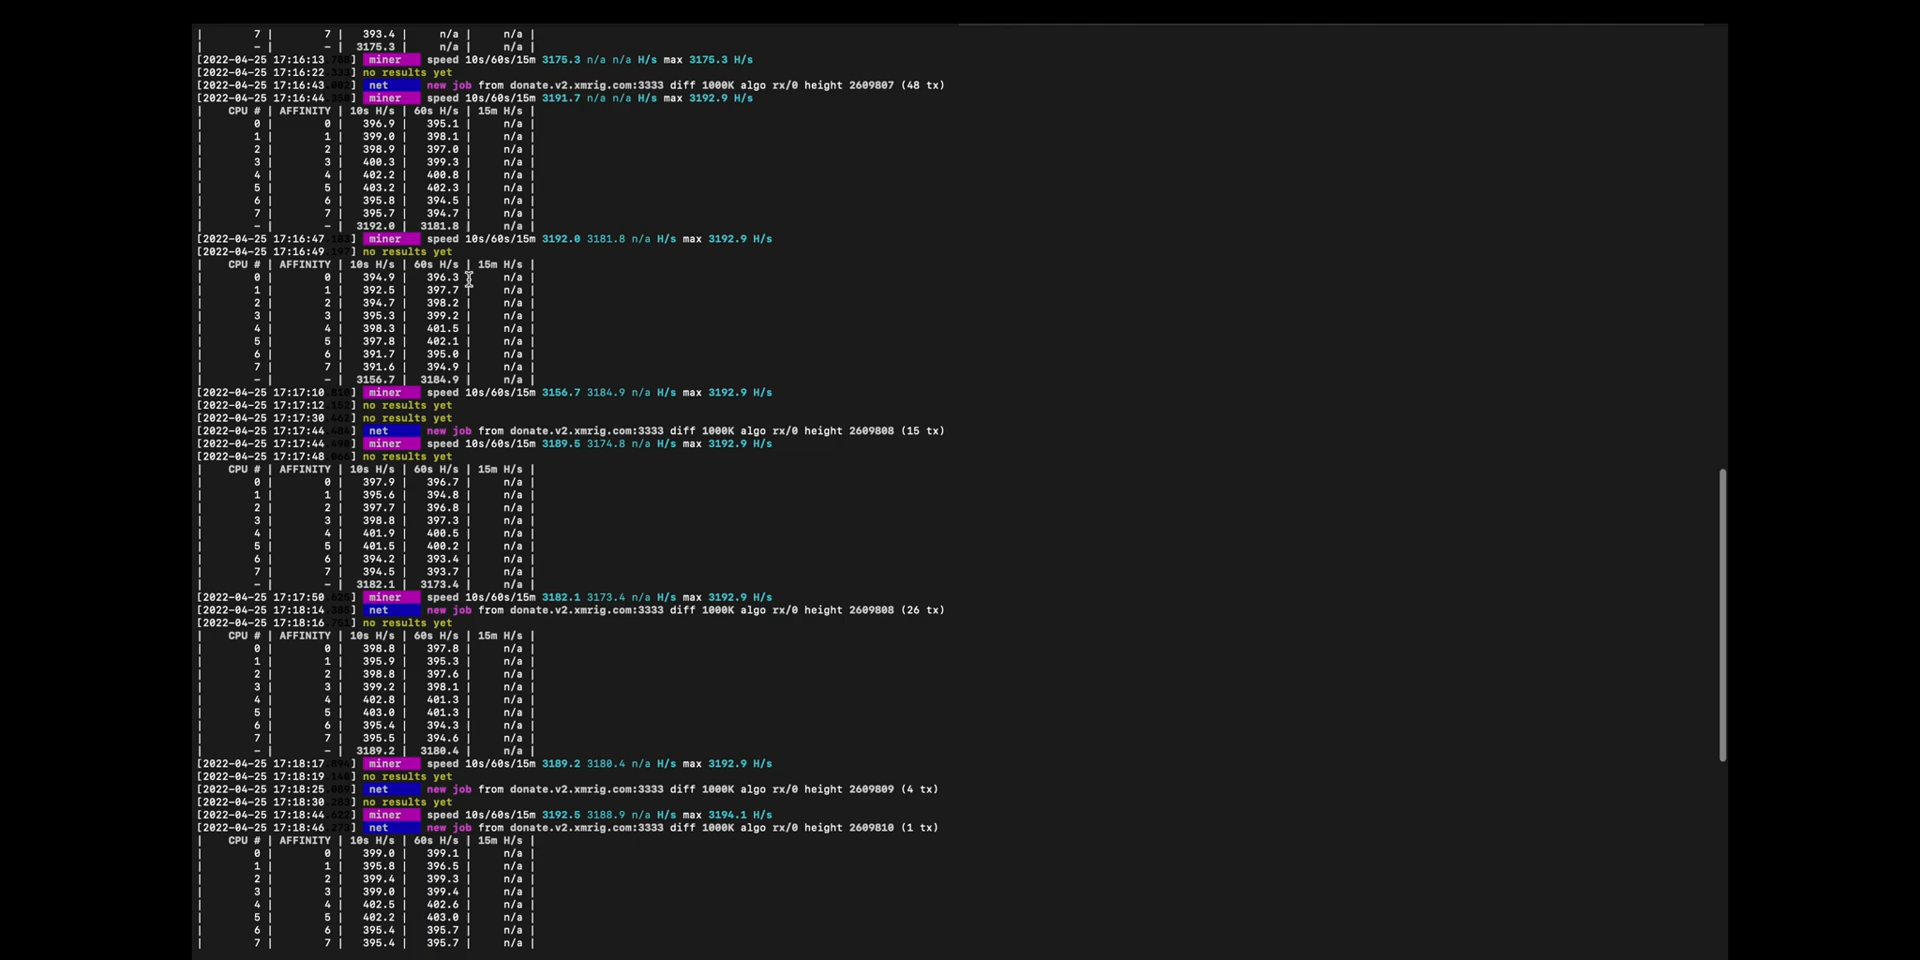 |        7 |        7 |   393.4 |     n/a |     n/a |
|        - |        - |  3175.3 |     n/a |     n/a |
[2022-04-25 17:16:13.788]  miner    speed 10s/60s/15m 3175.3 n/a n/a H/s max 3175.3 H/s
[2022-04-25 17:16:22.333] no results yet
[2022-04-25 17:16:43.002]  net      new job from donate.v2.xmrig.com:3333 diff 1000K algo rx/0 height 2609807 (48 tx)
[2022-04-25 17:16:44.350]  miner    speed 10s/60s/15m 3191.7 n/a n/a H/s max 3192.9 H/s
|    CPU # | AFFINITY | 10s H/s | 60s H/s | 15m H/s |
|        0 |        0 |   396.9 |   395.1 |     n/a |
|        1 |        1 |   399.0 |   398.1 |     n/a |
|        2 |        2 |   398.9 |   397.0 |     n/a |
|        3 |        3 |   400.3 |   399.3 |     n/a |
|        4 |        4 |   402.2 |   400.8 |     n/a |
|        5 |        5 |   403.2 |   402.3 |     n/a |
|        6 |        6 |   395.8 |   394.5 |     n/a |
|        7 |        7 |   395.7 |   394.7 |     n/a |
|        - |        - |  3192.0 |  3181.8 |     n/a |
[2022-04-25 17:16:47.183]  miner    speed 10s/60s/15m 3192.0 3181.8 n/a H/s max 3192.9 H/s
[2022-04-25 17:16:49.197] no results yet
|    CPU # | AFFINITY | 10s H/s | 60s H/s | 15m H/s |
|        0 |        0 |   394.9 |   396.3 |     n/a |
|        1 |        1 |   392.5 |   397.7 |     n/a |
|        2 |        2 |   394.7 |   398.2 |     n/a |
|        3 |        3 |   395.3 |   399.2 |     n/a |
|        4 |        4 |   398.3 |   401.5 |     n/a |
|        5 |        5 |   397.8 |   402.1 |     n/a |
|        6 |        6 |   391.7 |   395.0 |     n/a |
|        7 |        7 |   391.6 |   394.9 |     n/a |
|        - |        - |  3156.7 |  3184.9 |     n/a |
[2022-04-25 17:17:10.810]  miner    speed 10s/60s/15m 3156.7 3184.9 n/a H/s max 3192.9 H/s
[2022-04-25 17:17:12.152] no results yet
[2022-04-25 17:17:30.462] no results yet
[2022-04-25 17:17:44.484]  net      new job from donate.v2.xmrig.com:3333 diff 1000K algo rx/0 height 2609808 (15 tx)
[2022-04-25 17:17:44.490]  miner    speed 10s/60s/15m 3189.5 3174.8 n/a H/s max 3192.9 H/s
[2022-04-25 17:17:48.066] no results yet
|    CPU # | AFFINITY | 10s H/s | 60s H/s | 15m H/s |
|        0 |        0 |   397.9 |   396.7 |     n/a |
|        1 |        1 |   395.6 |   394.8 |     n/a |
|        2 |        2 |   397.7 |   396.8 |     n/a |
|        3 |        3 |   398.8 |   397.3 |     n/a |
|        4 |        4 |   401.9 |   400.5 |     n/a |
|        5 |        5 |   401.5 |   400.2 |     n/a |
|        6 |        6 |   394.2 |   393.4 |     n/a |
|        7 |        7 |   394.5 |   393.7 |     n/a |
|        - |        - |  3182.1 |  3173.4 |     n/a |
[2022-04-25 17:17:50.625]  miner    speed 10s/60s/15m 3182.1 3173.4 n/a H/s max 3192.9 H/s
[2022-04-25 17:18:14.385]  net      new job from donate.v2.xmrig.com:3333 diff 1000K algo rx/0 height 2609808 (26 tx)
[2022-04-25 17:18:16.751] no results yet
|    CPU # | AFFINITY | 10s H/s | 60s H/s | 15m H/s |
|        0 |        0 |   398.8 |   397.8 |     n/a |
|        1 |        1 |   395.9 |   395.3 |     n/a |
|        2 |        2 |   398.8 |   397.6 |     n/a |
|        3 |        3 |   399.2 |   398.1 |     n/a |
|        4 |        4 |   402.8 |   401.3 |     n/a |
|        5 |        5 |   403.0 |   401.3 |     n/a |
|        6 |        6 |   395.4 |   394.3 |     n/a |
|        7 |        7 |   395.5 |   394.6 |     n/a |
|        - |        - |  3189.2 |  3180.4 |     n/a |
[2022-04-25 17:18:17.894]  miner    speed 10s/60s/15m 3189.2 3180.4 n/a H/s max 3192.9 H/s
[2022-04-25 17:18:19.140] no results yet
[2022-04-25 17:18:25.089]  net      new job from donate.v2.xmrig.com:3333 diff 1000K algo rx/0 height 2609809 (4 tx)
[2022-04-25 17:18:30.283] no results yet
[2022-04-25 17:18:44.622]  miner    speed 10s/60s/15m 3192.5 3188.9 n/a H/s max 3194.1 H/s
[2022-04-25 17:18:46.273]  net      new job from donate.v2.xmrig.com:3333 diff 1000K algo rx/0 height 2609810 (1 tx)
|    CPU # | AFFINITY | 10s H/s | 60s H/s | 15m H/s |
|        0 |        0 |   399.0 |   399.1 |     n/a |
|        1 |        1 |   395.8 |   396.5 |     n/a |
|        2 |        2 |   399.4 |   399.3 |     n/a |
|        3 |        3 |   399.0 |   399.4 |     n/a |
|        4 |        4 |   402.5 |   402.6 |     n/a |
|        5 |        5 |   402.2 |   403.0 |     n/a |
|        6 |        6 |   395.4 |   395.7 |     n/a |
|        7 |        7 |   395.4 |   395.7 |     n/a |